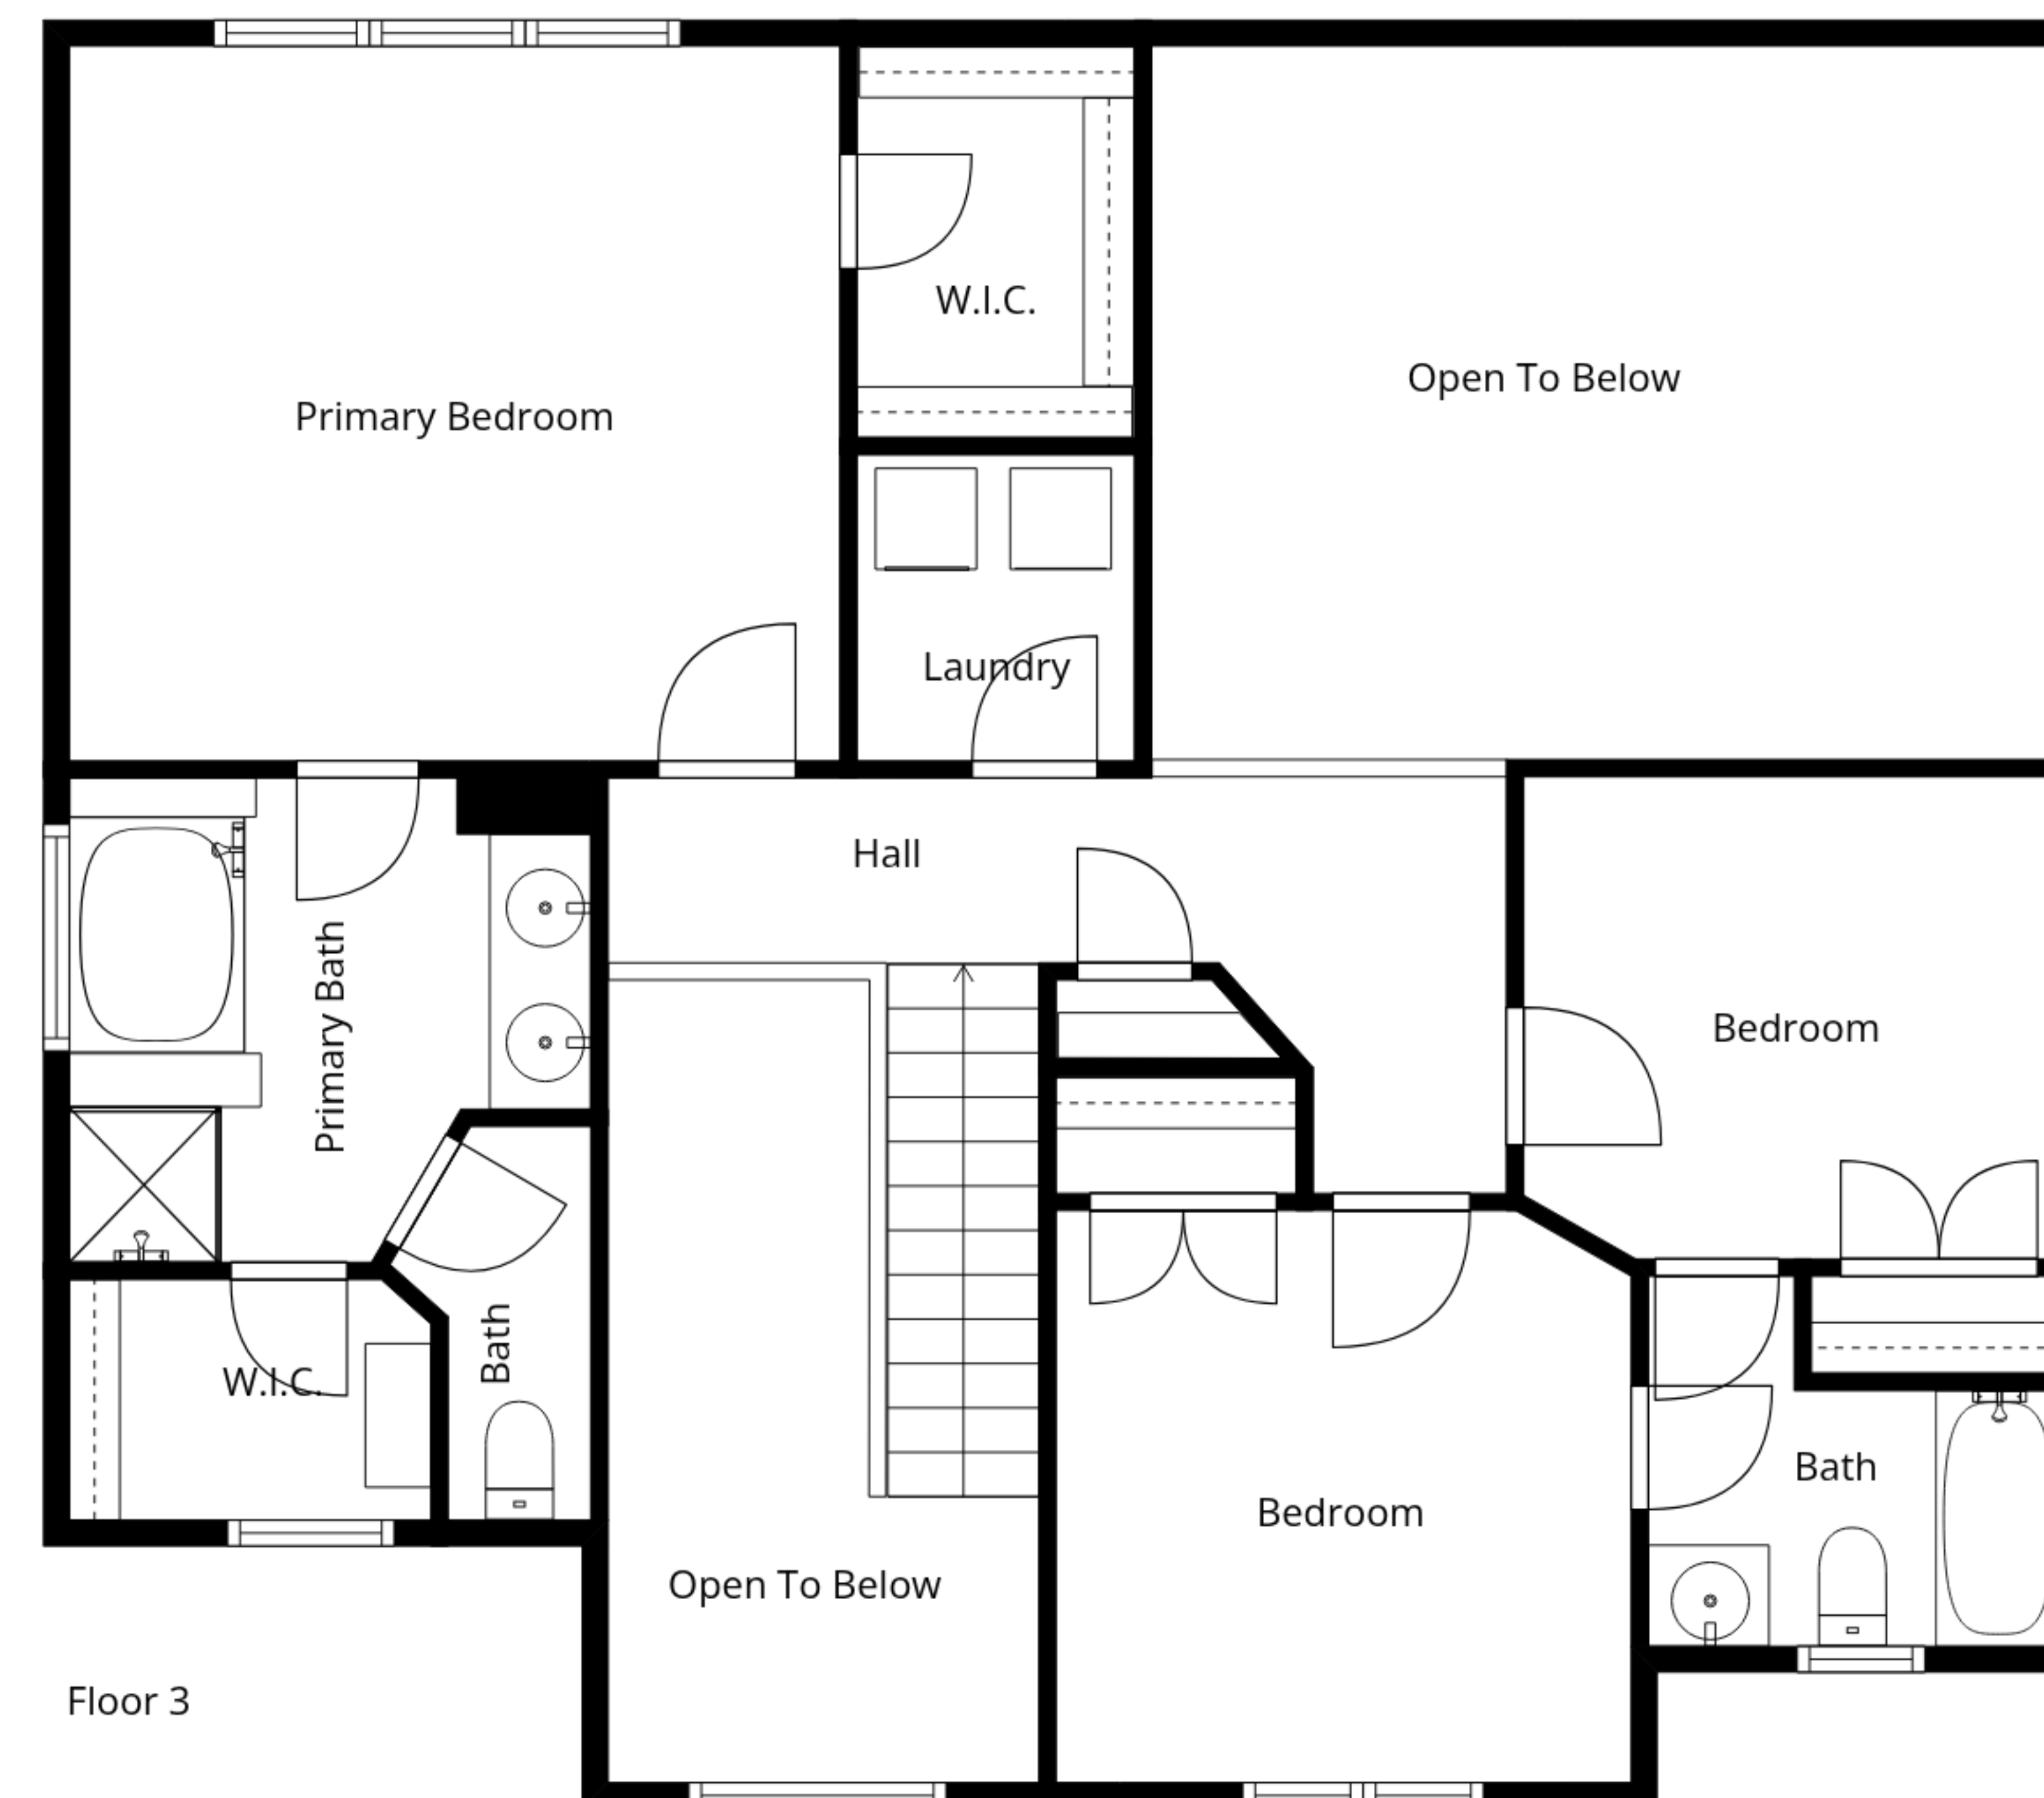 W.I.C.
Open To Below
Primary Bedroom
Laundry
Hall
Primary Bath
Bedroom
Bath
W.I.C.
Bath
Bedroom
Open To Below
Floor 3